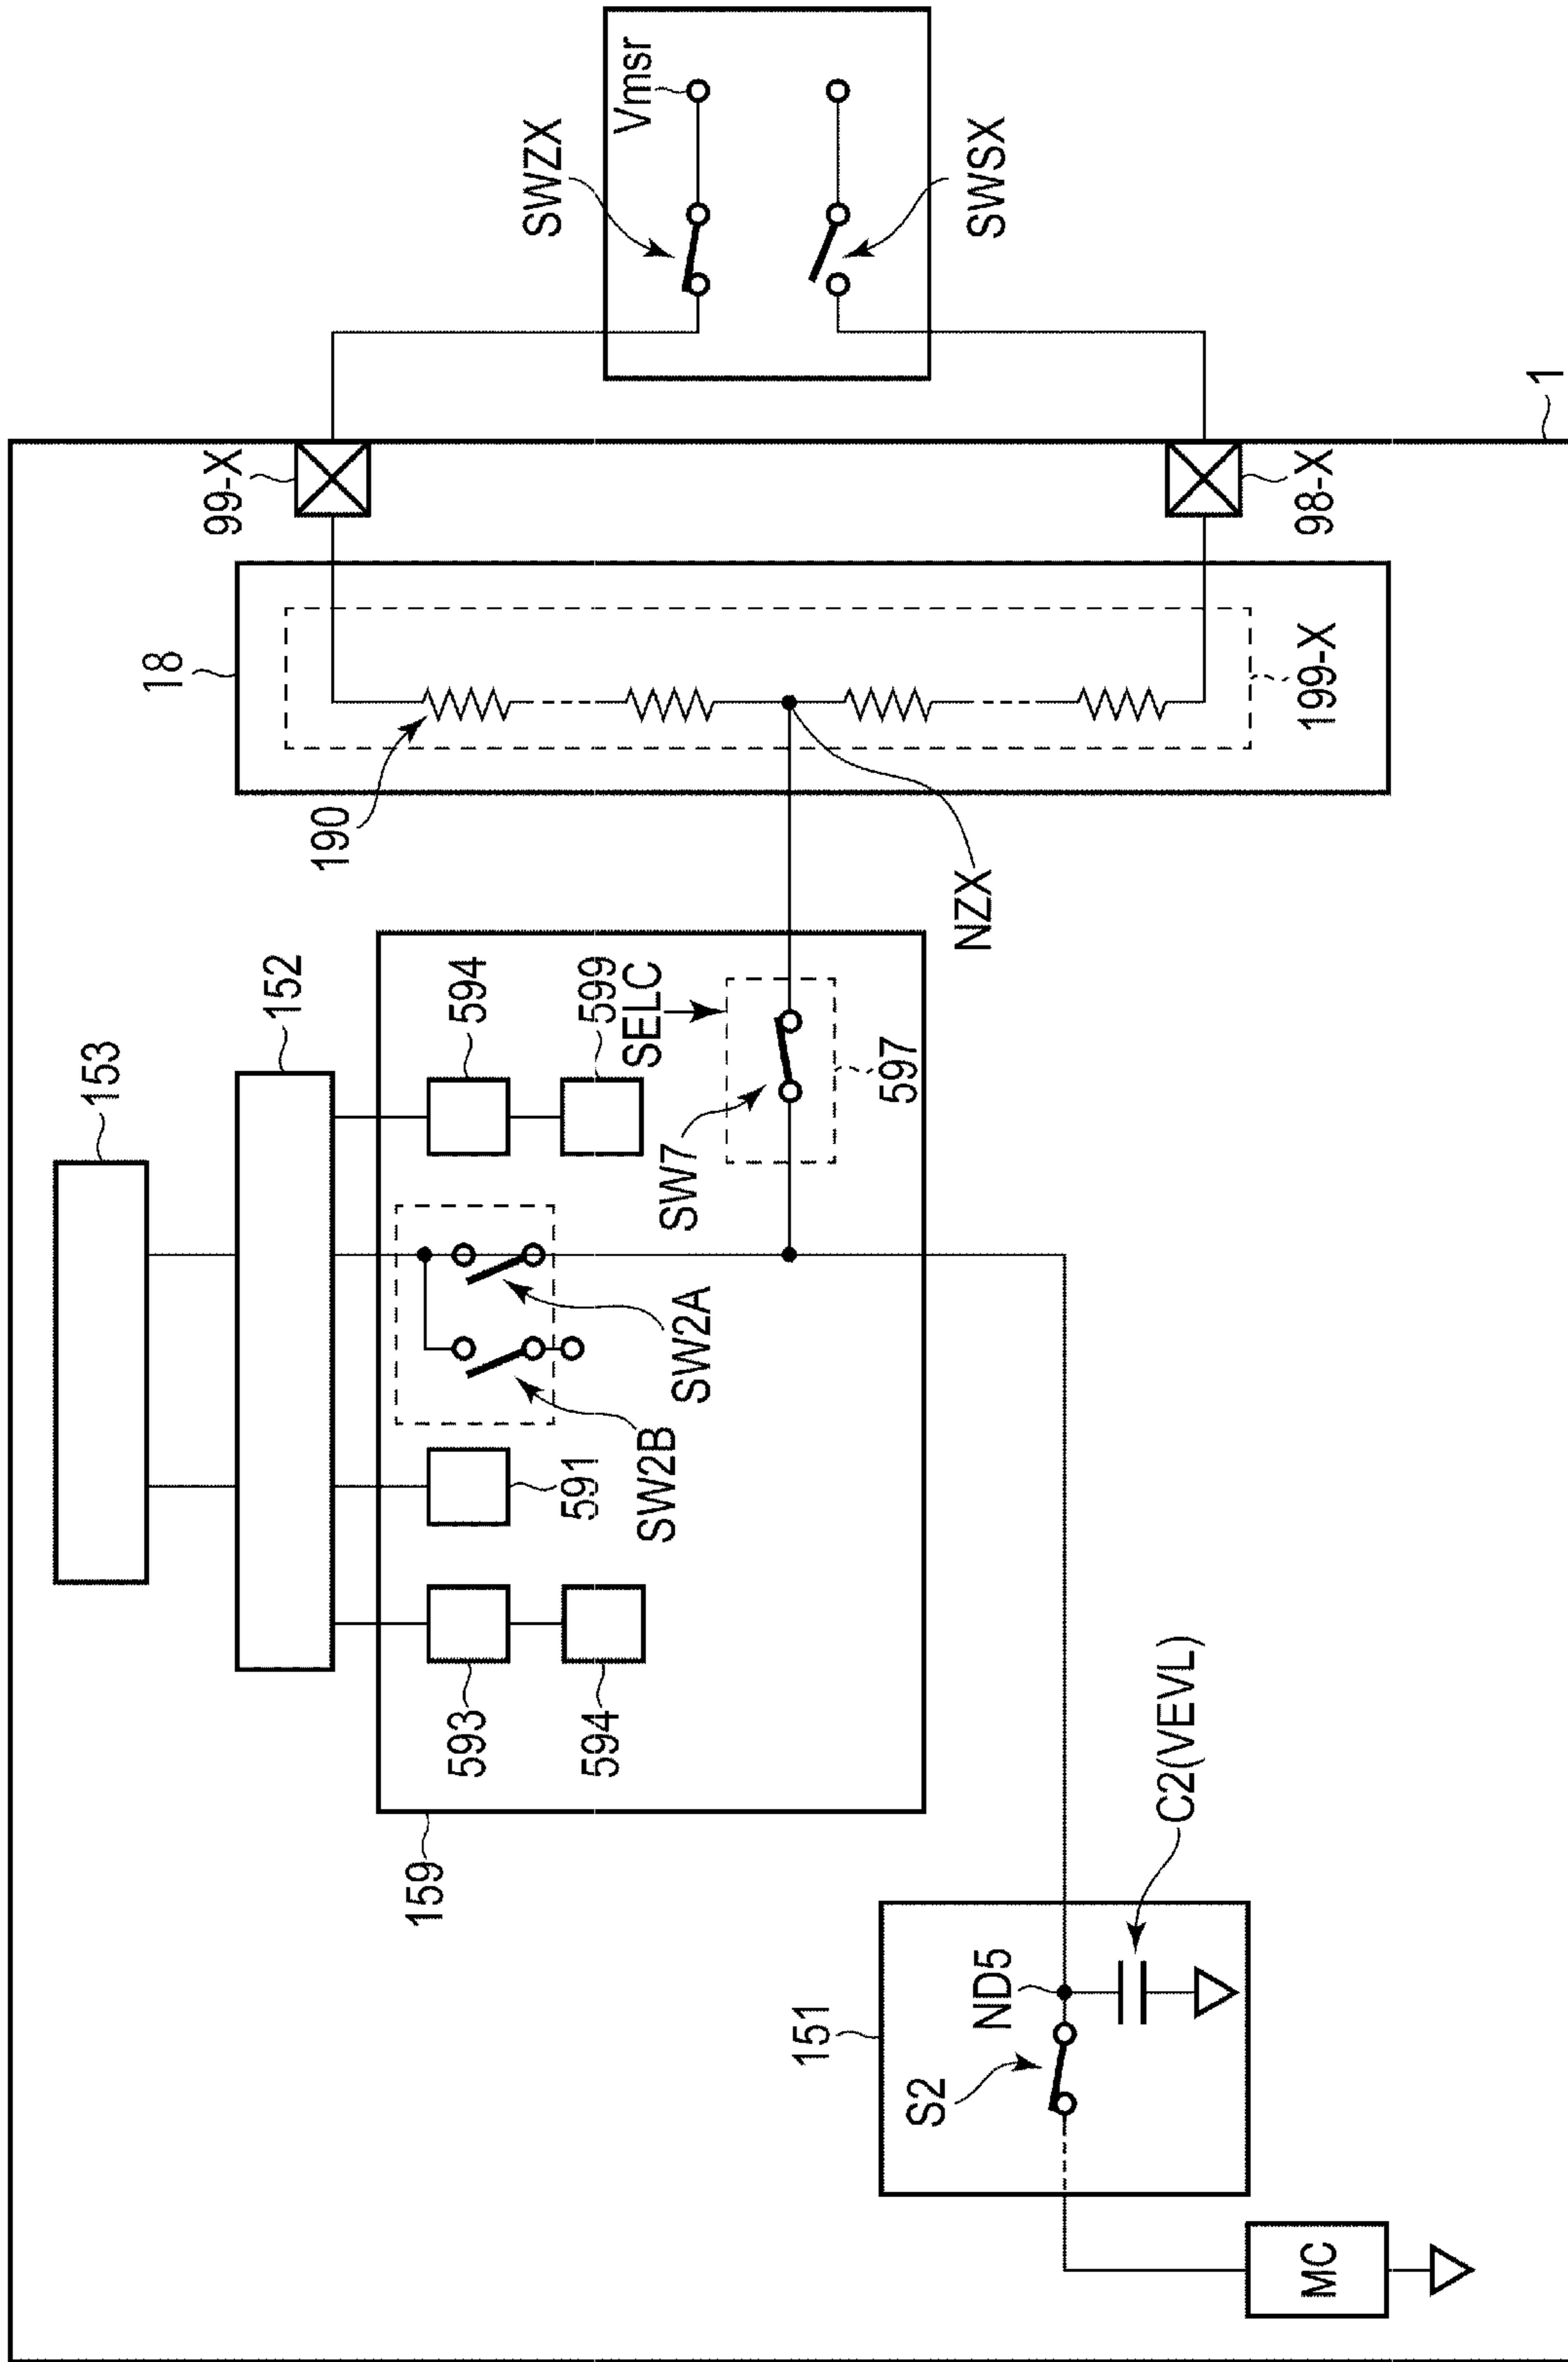 153
152
594
599
SELC
SW7
597
SW2A
SW2B
591
593
594
159
18
190
199-X
NZX
99-X
98-X
1
SWZX
Vmsr
SWSX
151
ND5
S2
C2(VEVL)
MC